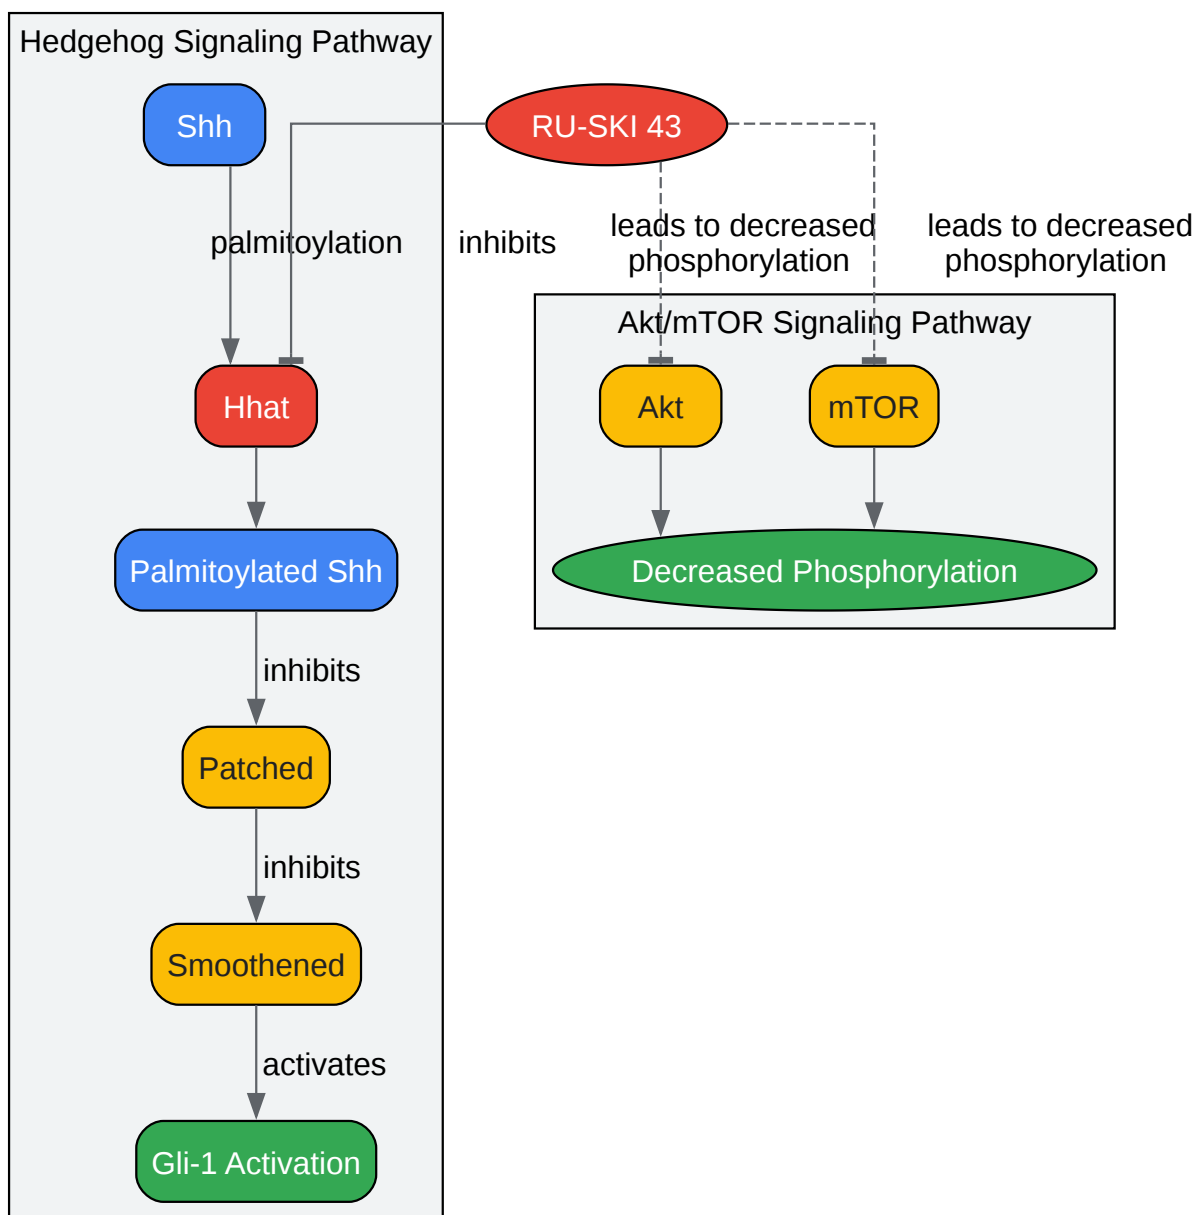 Hedgehog Signaling Pathway
Shh
RU-SKI 43
palmitoylation
inhibits
leads to decreased
phosphorylation
leads to decreased
phosphorylation
Akt/mTOR Signaling Pathway
Hhat
Akt
mTOR
Palmitoylated Shh
Decreased Phosphorylation
inhibits
Patched
inhibits
Smoothened
activates
Gli-1 Activation